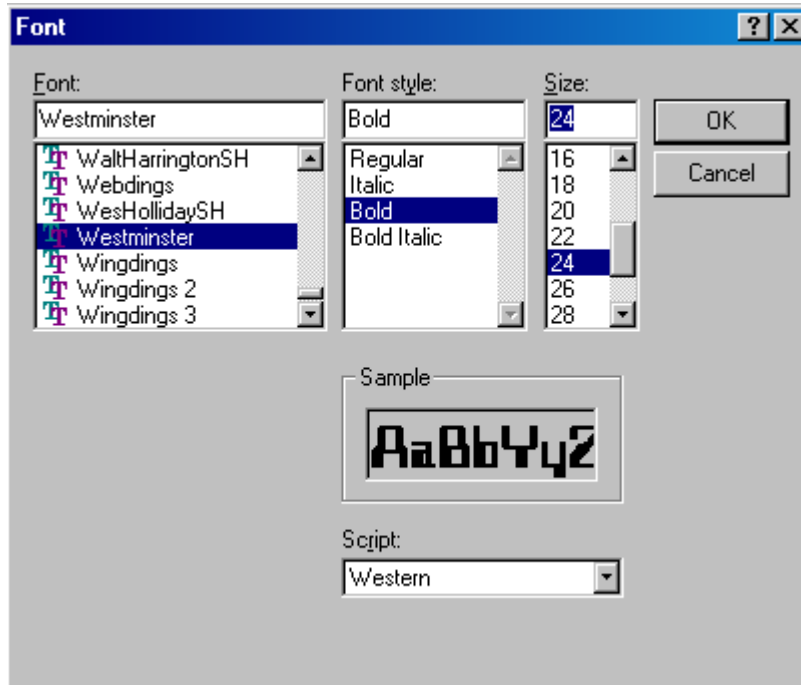 Font
Font:
Westminster
WaltHarringtonSH
Webdings
WesHollidaySH
Westminster
Wingdings
Wingdings 2
Wingdings 3
Font style:
Bold
Regular
Italic
Bold
Bold Italic
Size:
24
16
18
20
22
24
26
28
OK
Cancel
Sample
AaBbYyZ
Script:
Western